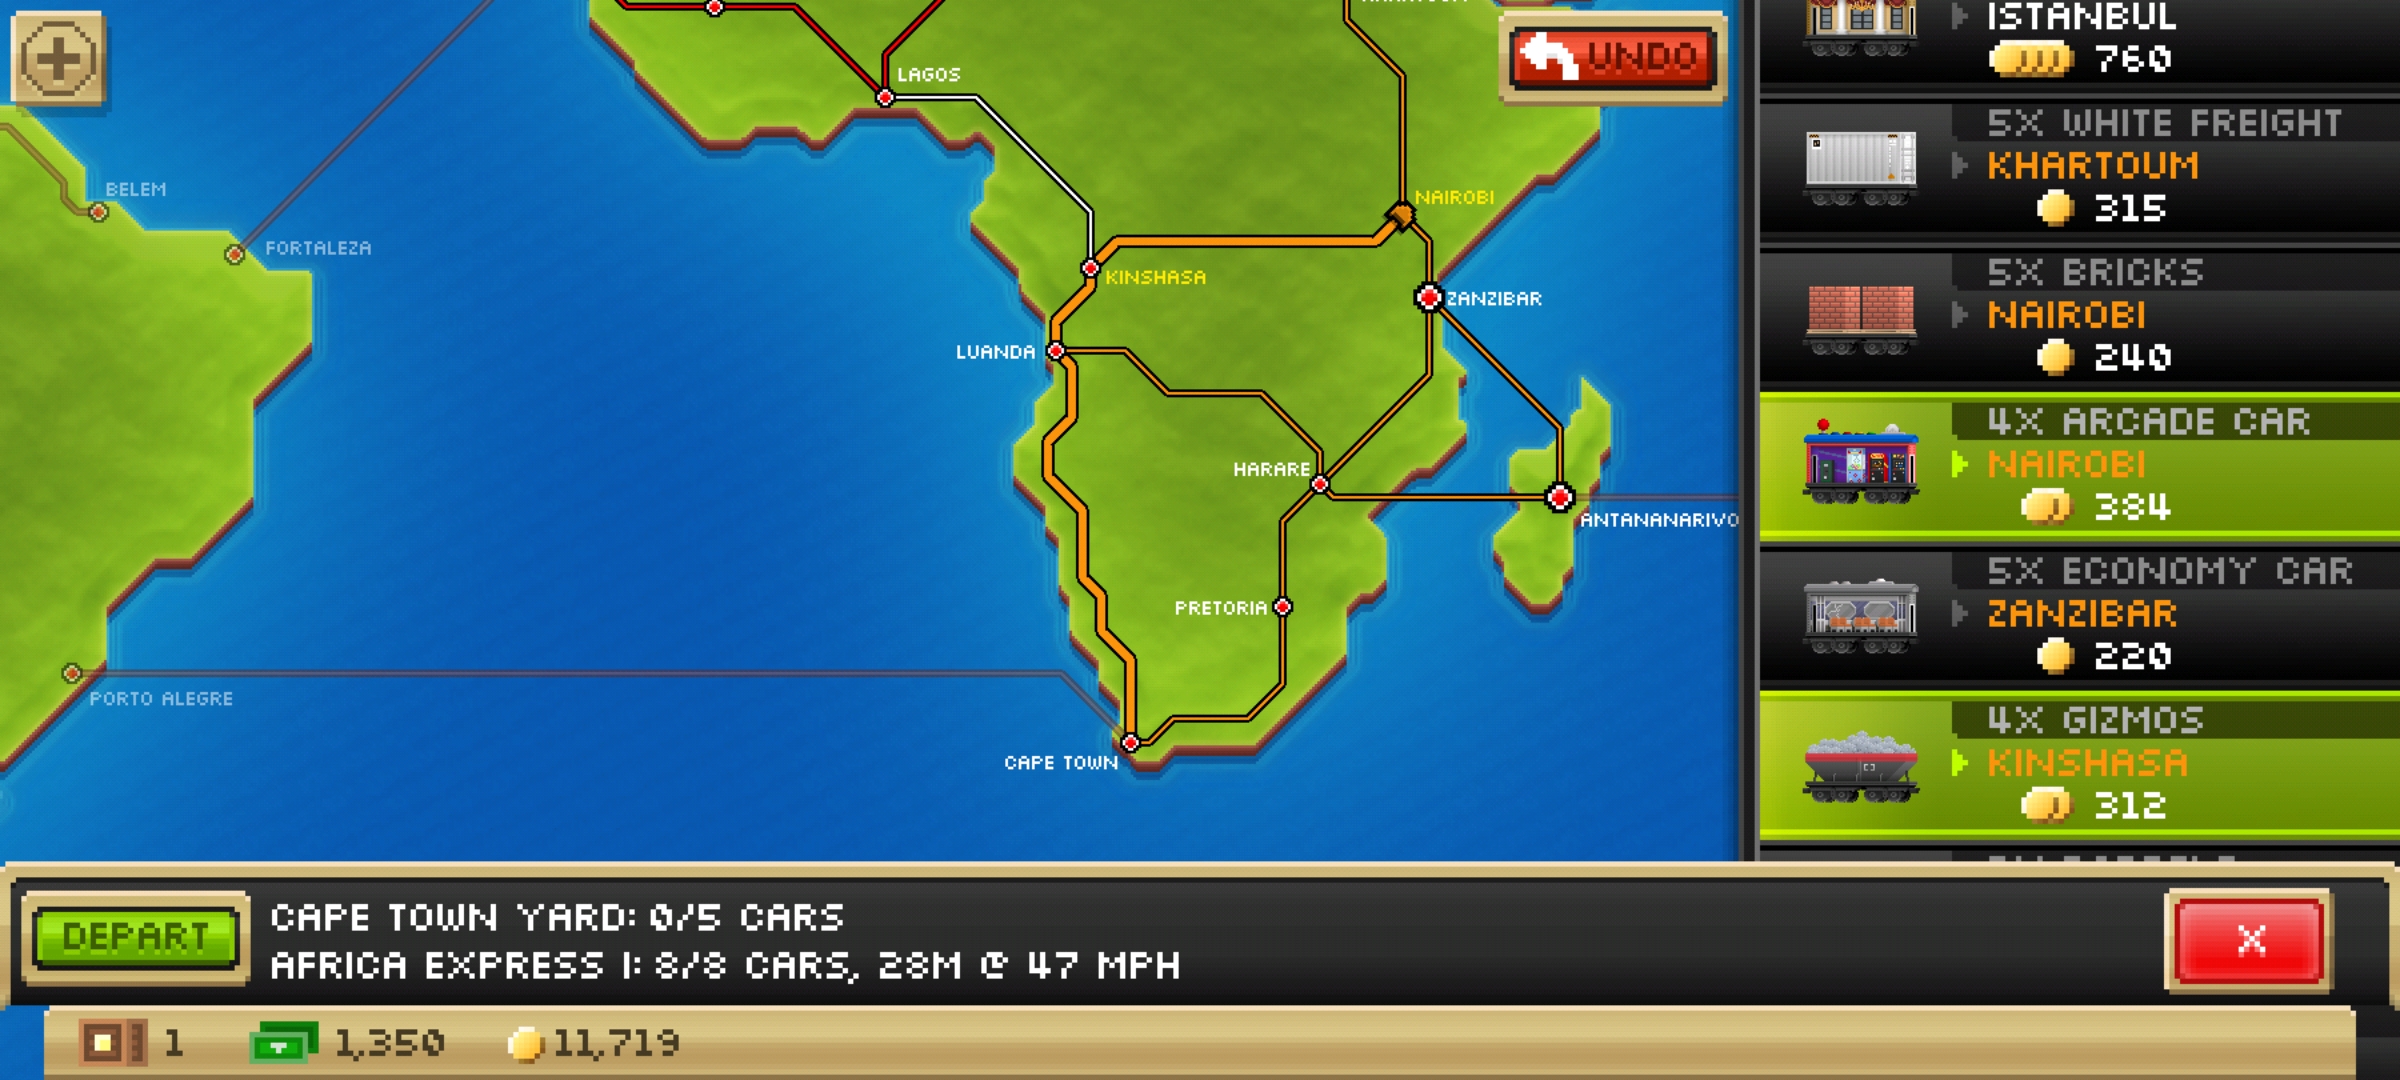 LAGOS
UNDO
BELEM
NAIROBI
FORTALEZA
KINSHASA
ZANZIBAR
LUANDA
HARARE
ANTANANARIVO
PRETORIA
PORTO ALEGRE
CAPE TOWN
ISTANBUL
760
5X WHITE FREIGHT
KHARTOUM
315
5X BRICKS
NAIROBI
240
4X ARCADE CAR
NAIROBI
384
5X ECONOMY CAR
ZANZIBAR
220
4X GIZMOS
KINSHASA
312
DEPART
CAPE TOWN YARD: 0/5 CARS
AFRICA EXPRESS 1: 8/8 CARS, 28M @ 47 MPH
X
1
1,350
11,719